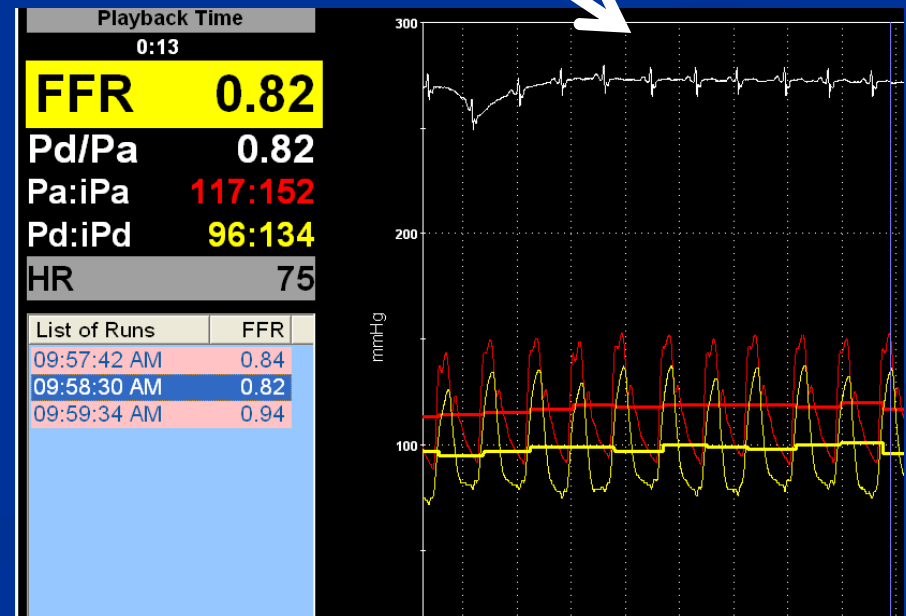 Playback Time
0:13
FFR 0.82
Pd/Pa 0.82
Pa:iPa 117:152
Pd:iPd 96:134
HR 75
List of Runs FFR
09:57:42 AM 0.84
09:58:30 AM 0.82
09:59:34 AM 0.94
300
200
mmHg
100